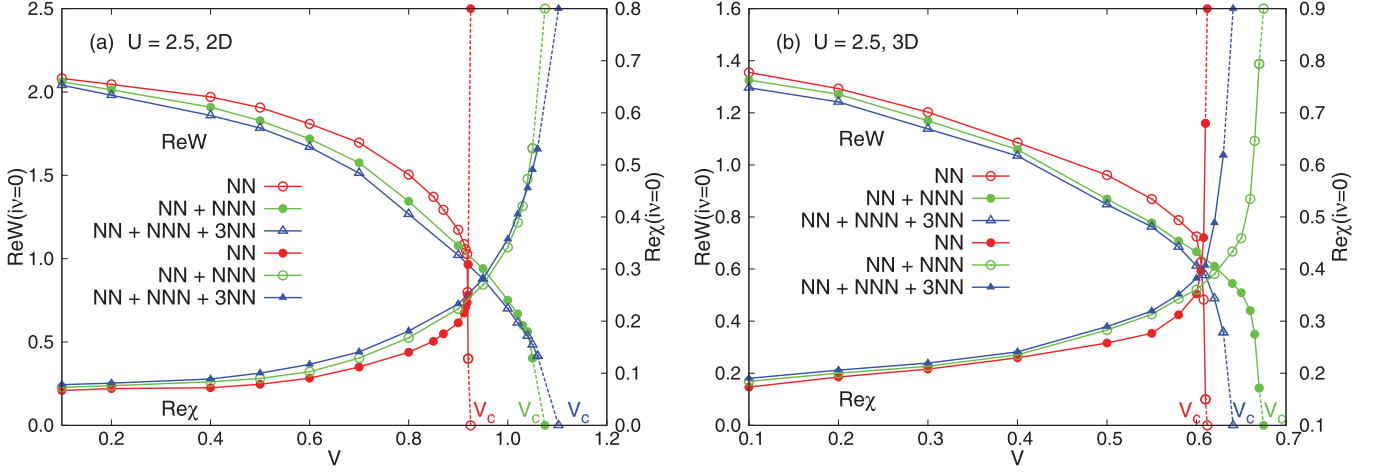 (a) U = 2.5, 2D
ReW(iν=0)
2.5
2.0
1.5
1.0
0.5
0.0
ReW
NN
NN + NNN
NN + NNN + 3NN
NN
NN + NNN
NN + NNN + 3NN
Reχ
V_c V_c V_c
0.8
0.7
0.6
0.5
0.4
0.3
0.2
0.1
0.0
Reχ(iν=0)
0.2 0.4 0.6 0.8 1.0 1.2
V
(b) U = 2.5, 3D
ReW(iν=0)
1.6
1.4
1.2
1.0
0.8
0.6
0.4
0.2
0.0
ReW
NN
NN + NNN
NN + NNN + 3NN
NN
NN + NNN
NN + NNN + 3NN
Reχ
V_c V_c V_c
0.9
0.8
0.7
0.6
0.5
0.4
0.3
0.2
0.1
Reχ(iν=0)
0.1 0.2 0.3 0.4 0.5 0.6 0.7
V